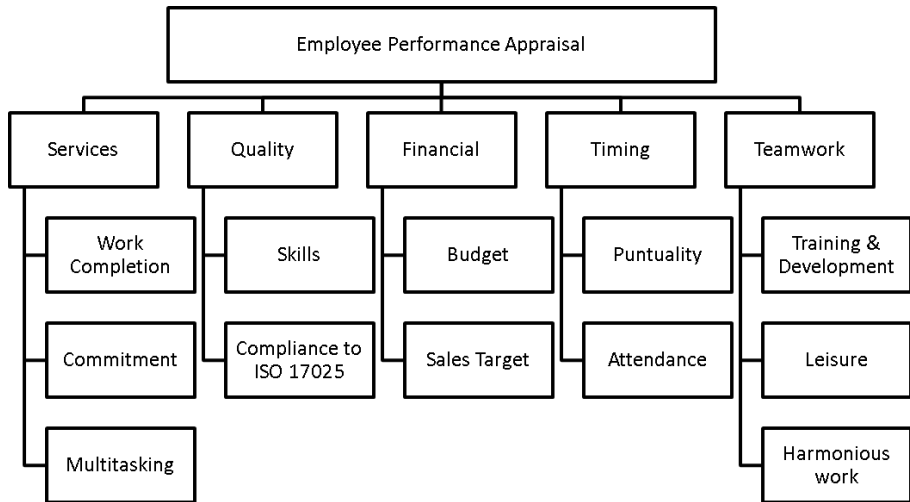 Employee Performance Appraisal
Services
Quality
Financial
Timing
Teamwork
Work
Completion
Skills
Budget
Puntuality
Training &
Development
Commitment
Compliance to
ISO 17025
Sales Target
Attendance
Leisure
Multitasking
Harmonious
work